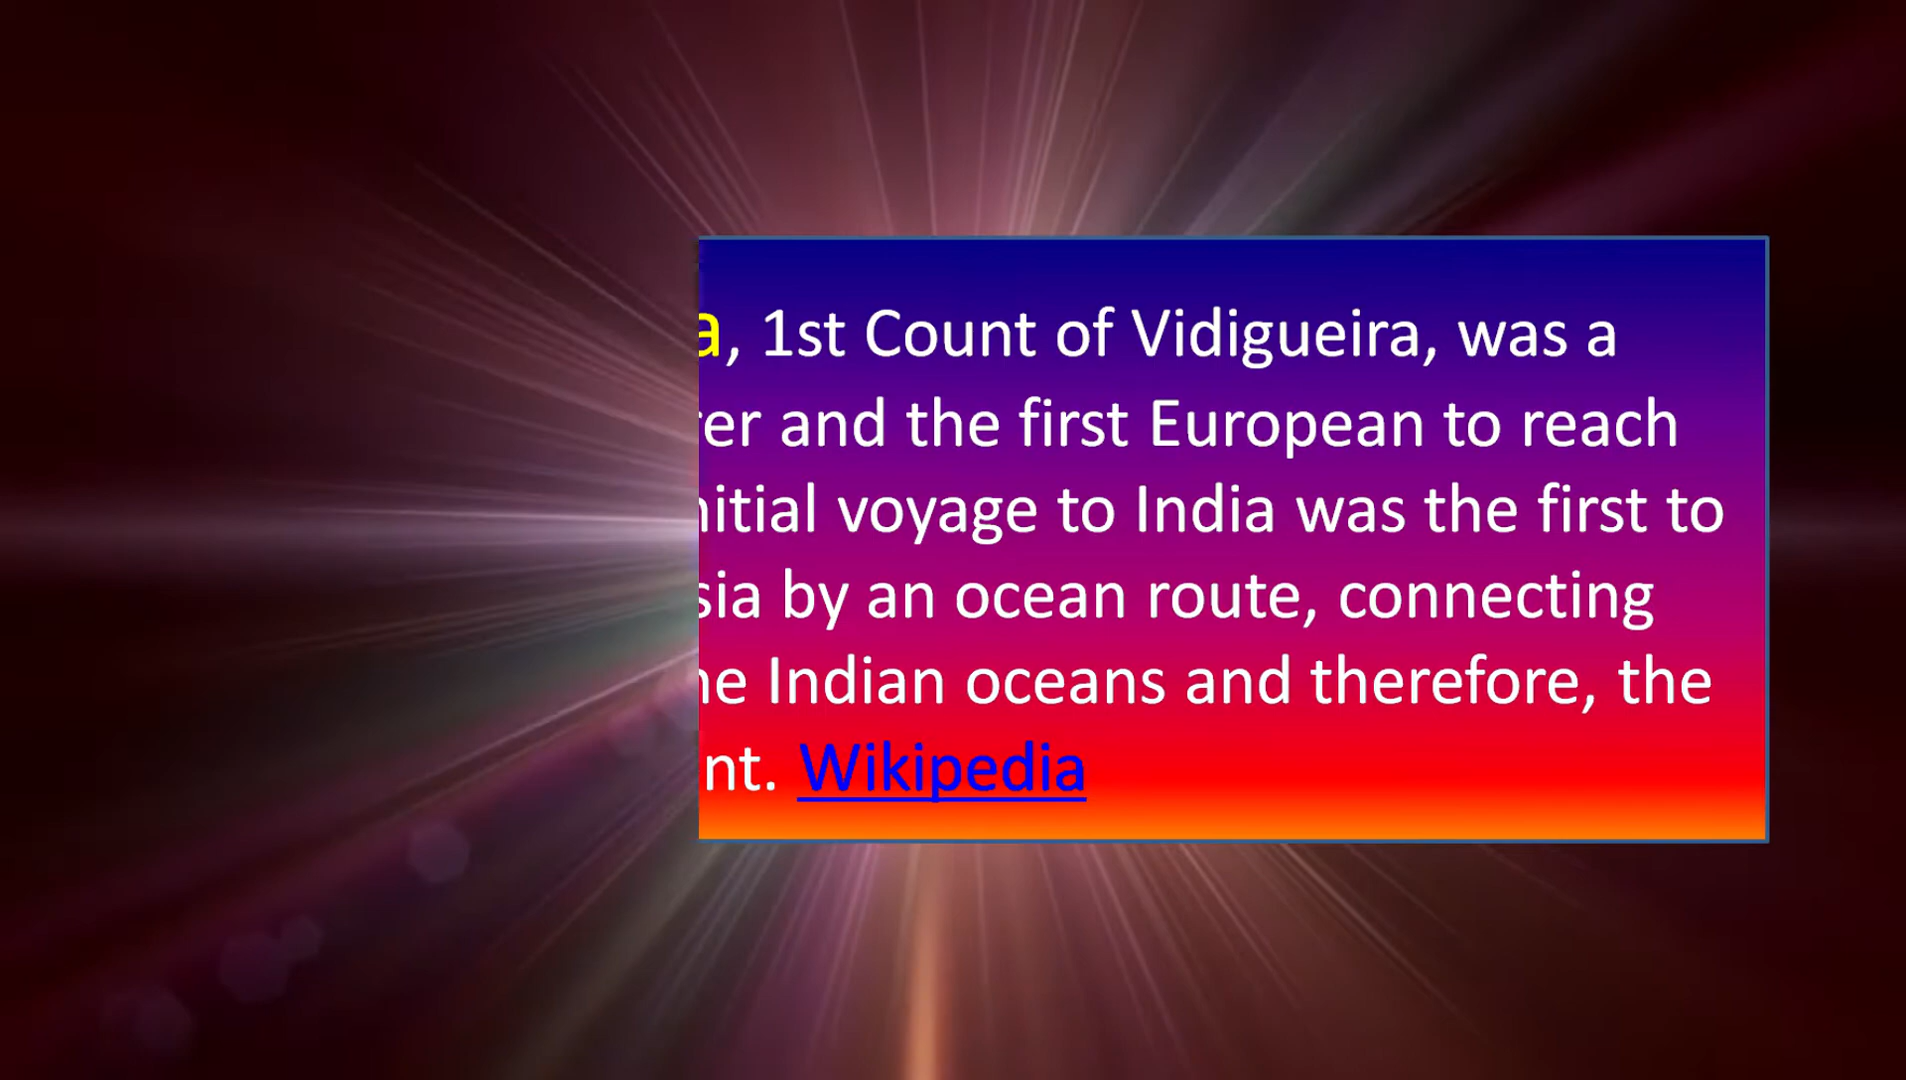 a, 1st Count of Vidigueira, was a
er and the first European to reach
nitial voyage to India was the first to
sia by an ocean route, connecting
he Indian oceans and therefore, the
nt. Wikipedia